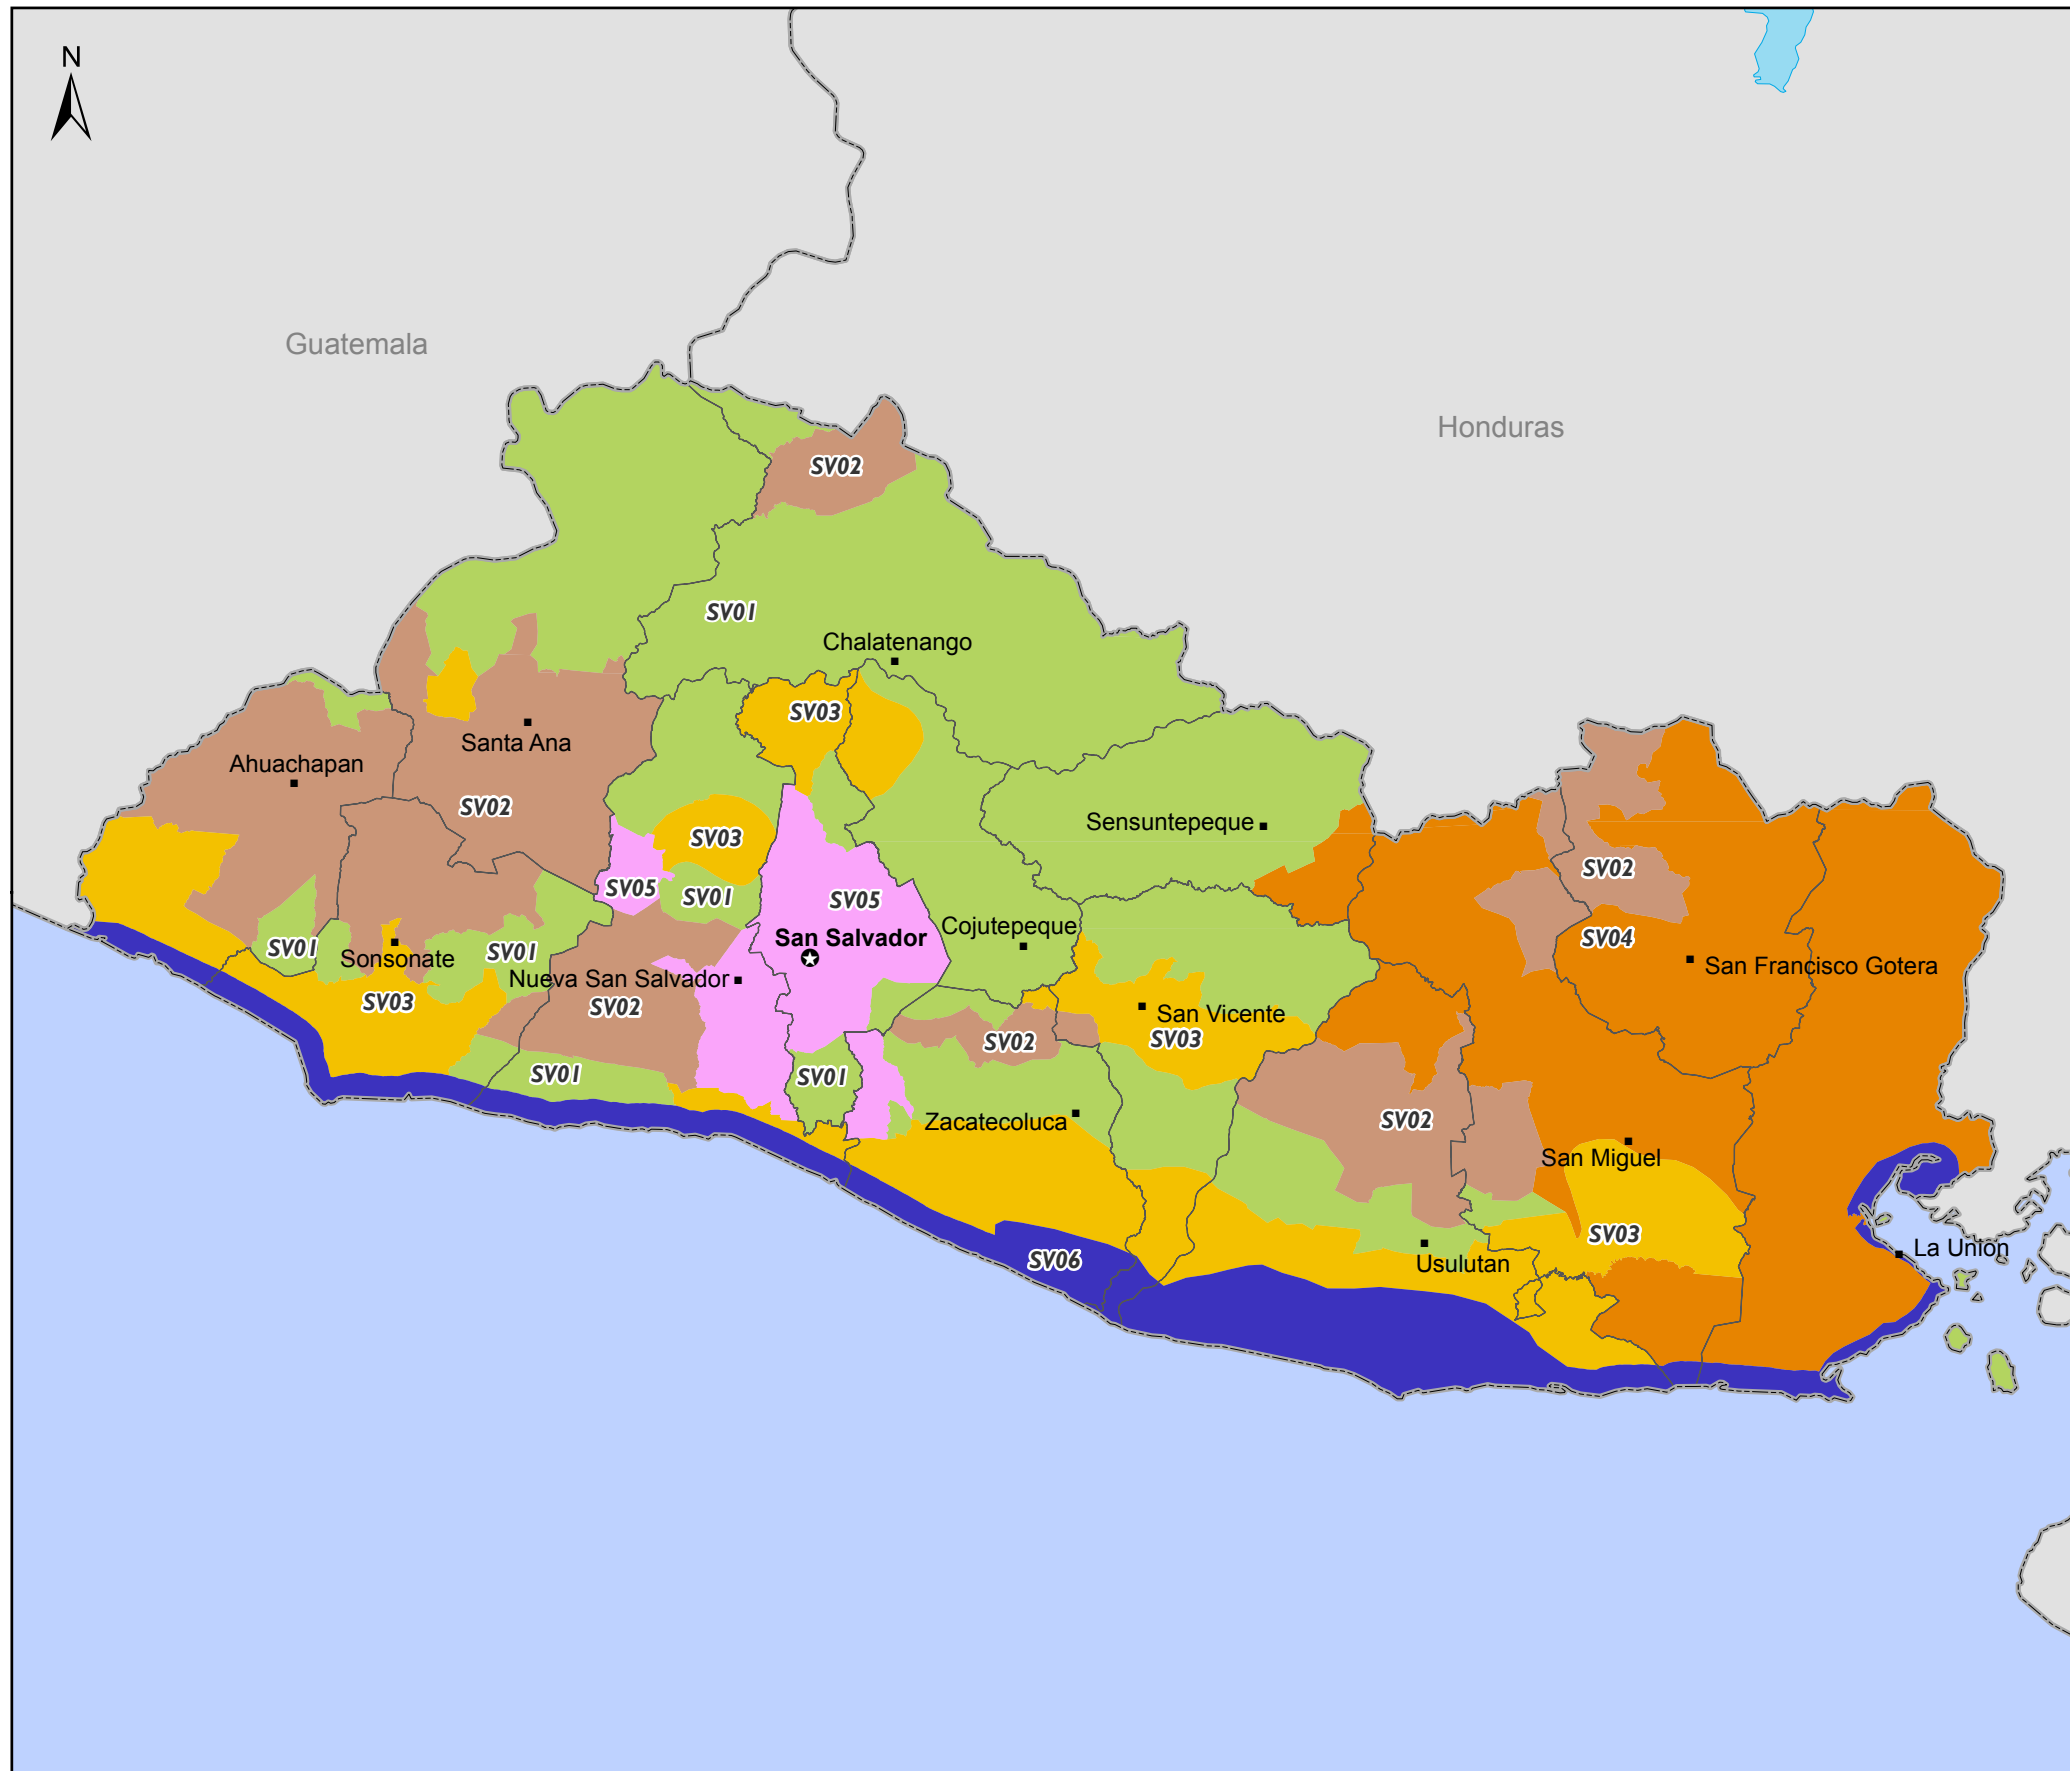 N
Guatemala
Honduras
SV02
SV01
Chalatenango
SV03
Santa Ana
Ahuachapan
SV02
SV03
Sensuntepeque
SV02
SV05
SV01
SV05
San Salvador
Cojutepeque
SV04
SV01
Sonsonate
SV01
San Francisco Gotera
Nueva San Salvador
SV03
SV02
San Vicente
SV03
SV02
SV01
SV01
Zacatecoluca
SV02
San Miguel
SV03
La Union
SV06
Usulutan